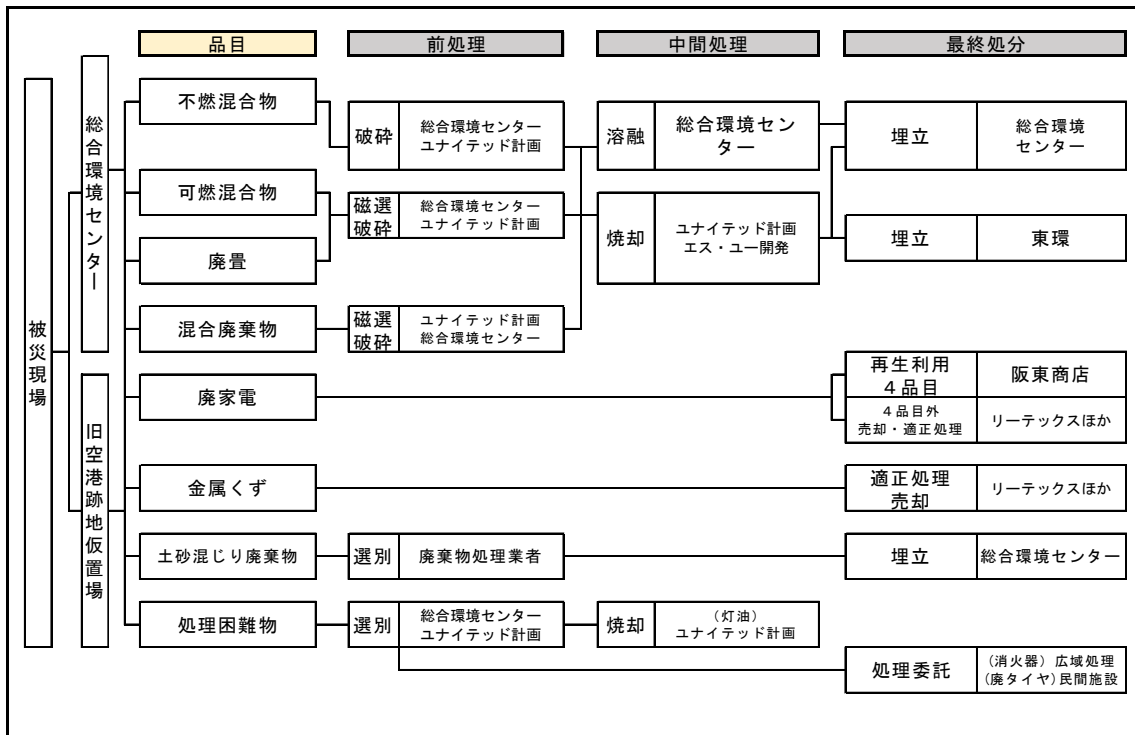 品目
前処理
中間処理
最終処分
被災現場
総合環境センター
旧空港跡地仮置場
不燃混合物
破砕
総合環境センター
ユナイテッド計画
溶融
総合環境セン
ター
埋立
総合環境
センター
可燃混合物
磁選
破砕
総合環境センター
ユナイテッド計画
焼却
ユナイテッド計画
エス・ユー開発
埋立
東環
廃畳
混合廃棄物
磁選
破砕
ユナイテッド計画
総合環境センター
廃家電
再生利用
4品目
阪東商店
4品目外
売却・適正処理
リーテックスほか
金属くず
適正処理
売却
リーテックスほか
土砂混じり廃棄物
選別
廃棄物処理業者
埋立
総合環境センター
処理困難物
選別
総合環境センター
ユナイテッド計画
焼却
(灯油)
ユナイテッド計画
処理委託
(消火器) 広域処理
(廃タイヤ)民間施設